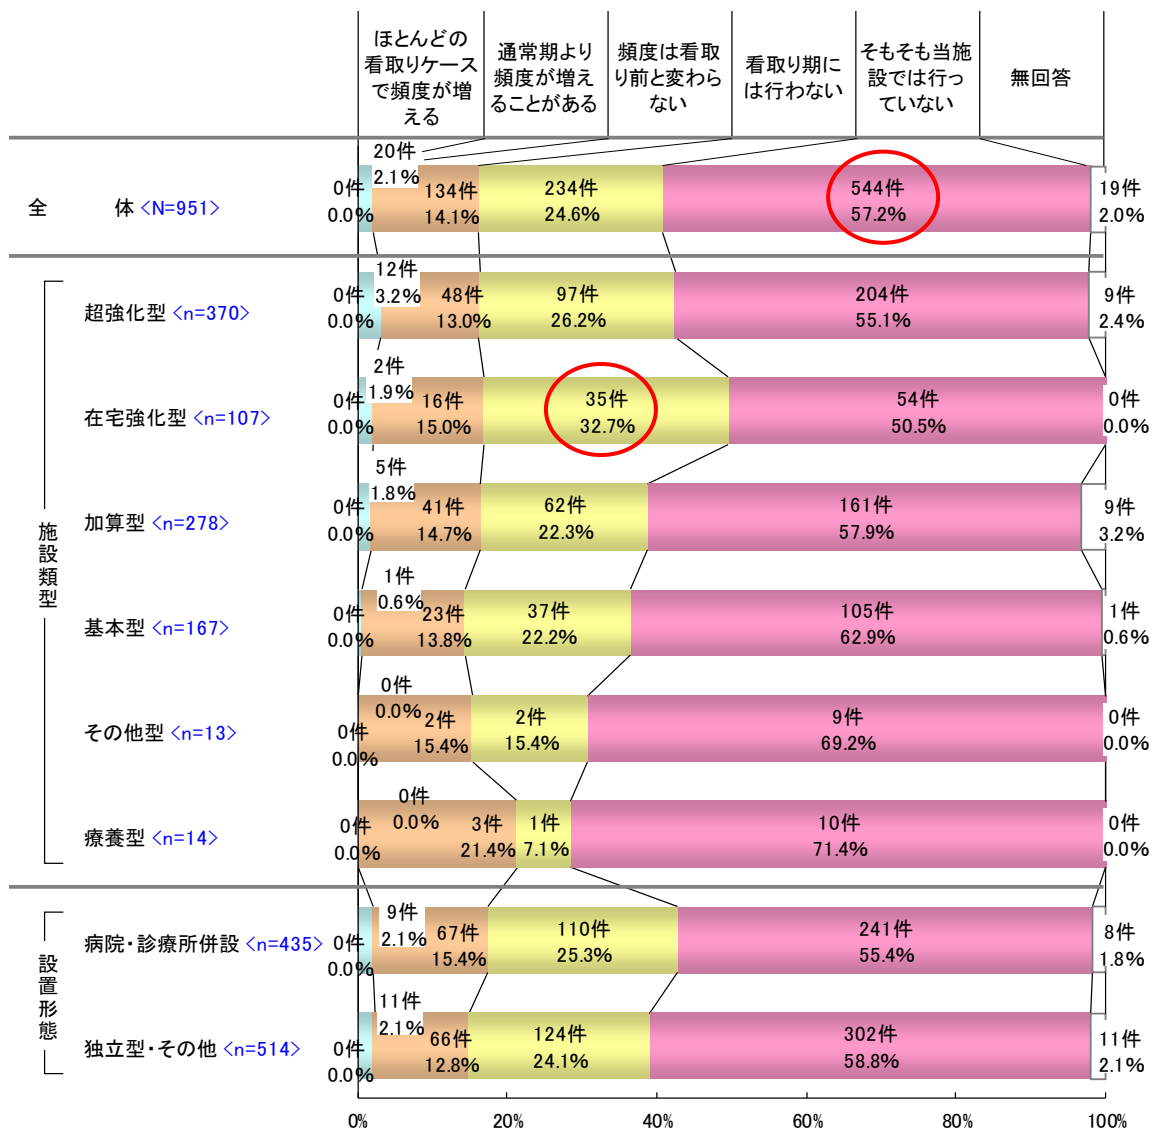 ほとんどの
看取りケース
で頻度が増
える
通常期より
頻度が増え
ることがある
頻度は看取
り前と変わら
ない
看取り期に
は行わない
そもそも当施
設では行っ
ていない
無回答
全 体 <N=951>
0件
0.0%
20件
2.1%
134件
14.1%
234件
24.6%
544件
57.2%
19件
2.0%
施設類型
超強化型 <n=370>
0件
0.0%
12件
3.2%
48件
13.0%
97件
26.2%
204件
55.1%
9件
2.4%
在宅強化型 <n=107>
0件
0.0%
2件
1.9%
16件
15.0%
35件
32.7%
54件
50.5%
0件
0.0%
加算型 <n=278>
0件
0.0%
5件
1.8%
41件
14.7%
62件
22.3%
161件
57.9%
9件
3.2%
基本型 <n=167>
0件
0.0%
1件
0.6%
23件
13.8%
37件
22.2%
105件
62.9%
1件
0.6%
その他型 <n=13>
0件
0.0%
0件
0.0%
2件
15.4%
2件
15.4%
9件
69.2%
0件
0.0%
療養型 <n=14>
0件
0.0%
0件
0.0%
3件
21.4%
1件
7.1%
10件
71.4%
0件
0.0%
設置形態
病院・診療所併設 <n=435>
0件
0.0%
9件
2.1%
67件
15.4%
110件
25.3%
241件
55.4%
8件
1.8%
独立型・その他 <n=514>
0件
0.0%
11件
2.1%
66件
12.8%
124件
24.1%
302件
58.8%
11件
2.1%
0% 20% 40% 60% 80% 100%